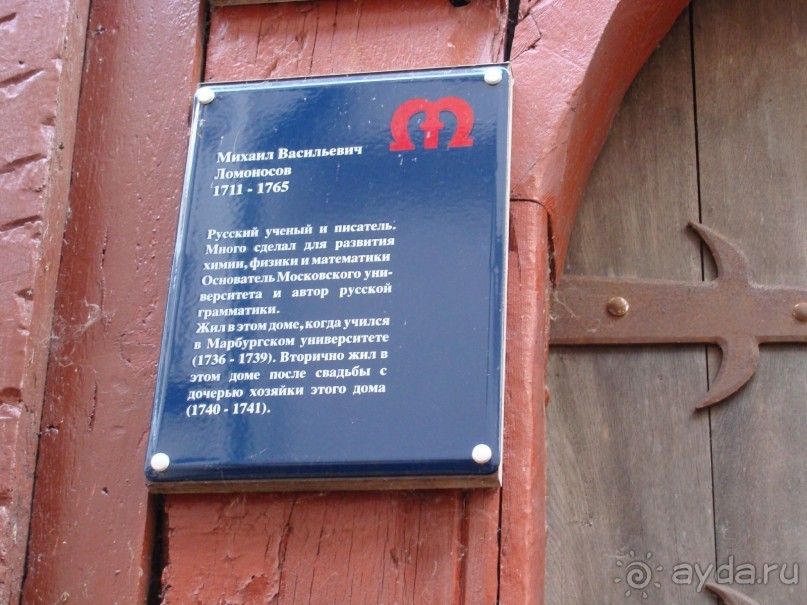 Михаил Васильевич
Ломоносов
1711 - 1765
Русский ученый и писатель.
Много сделал для развития
химии, физики и математики
Основатель Московского уни-
верситета и автор русской
грамматики.
Жил в этом доме, когда учился
в Марбургском университете
(1736 - 1739). Вторично жил в
этом доме после свадьбы с
дочерью хозяйки этого дома
(1740 - 1741).
ayda.ru